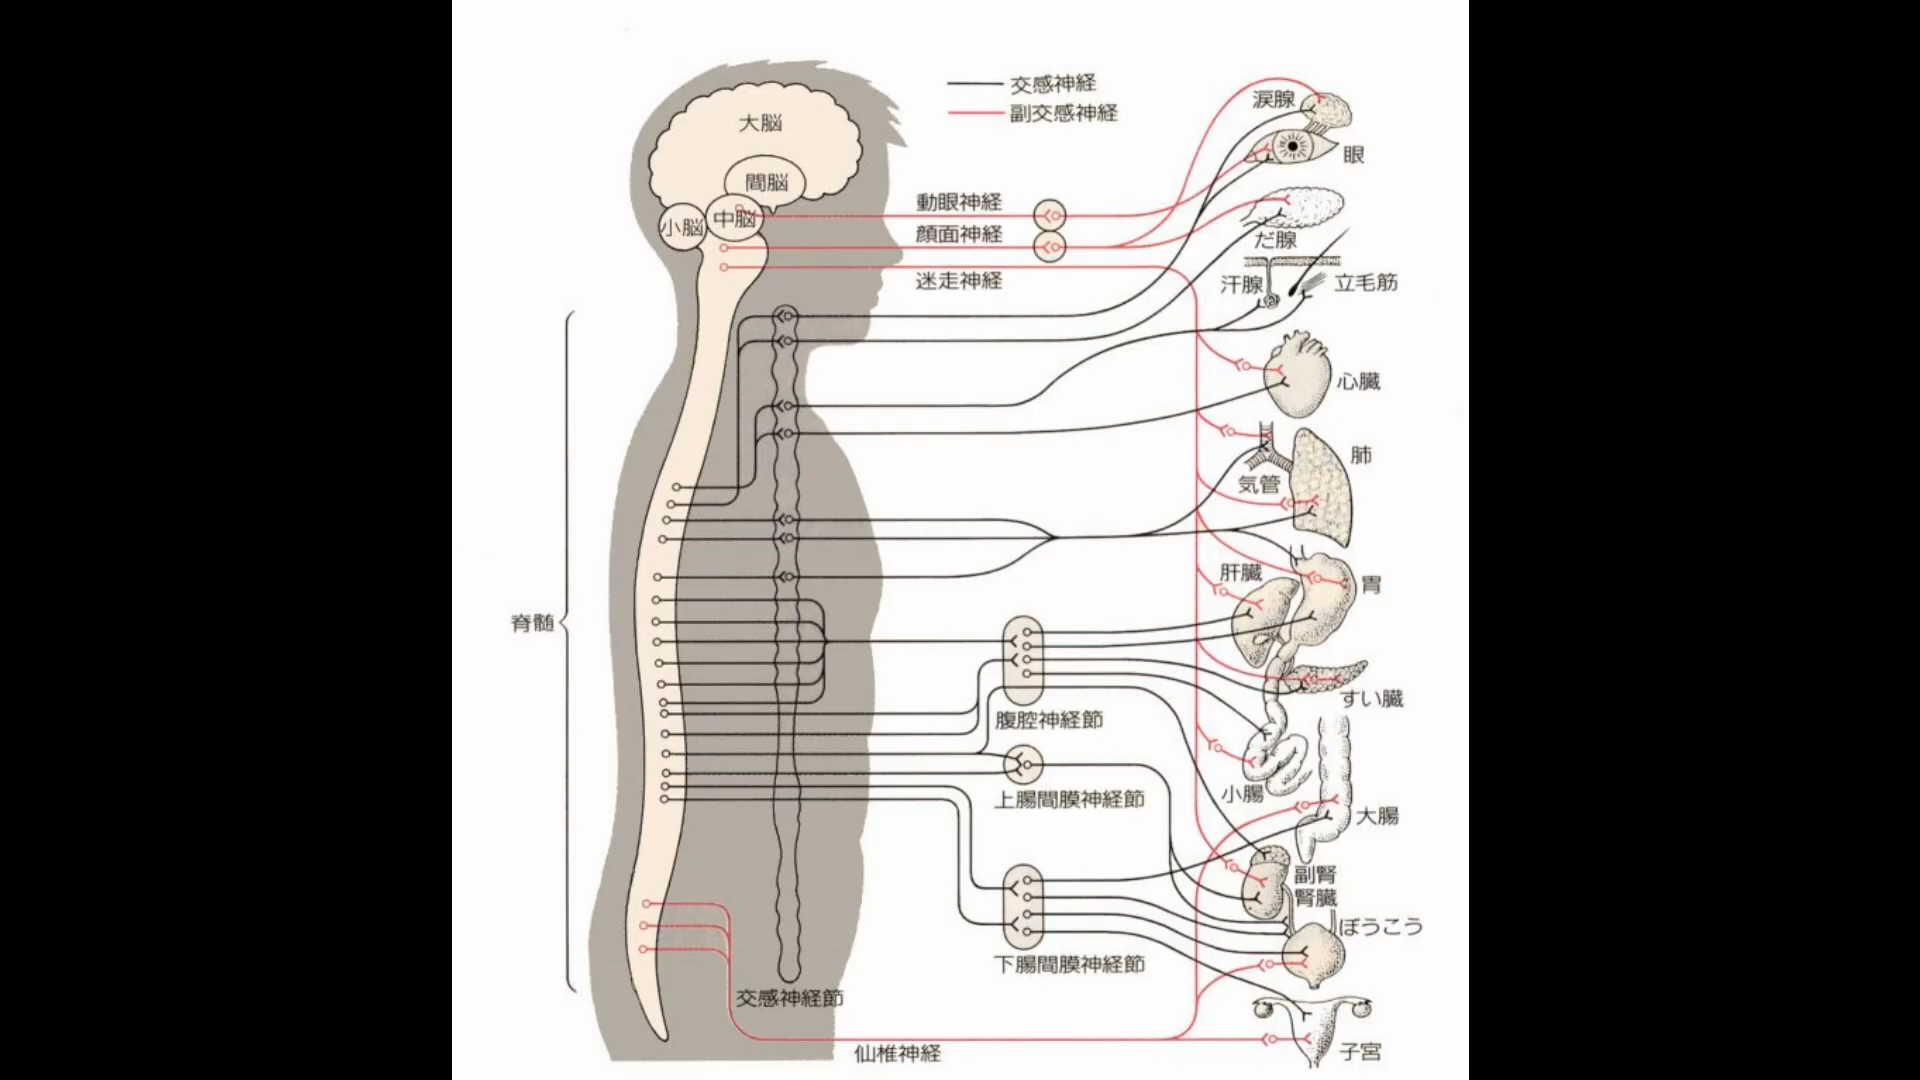 交感神経
副交感神経
大脳
間脳
中脳
小脳
動眼神経
顔面神経
迷走神経
脊髄
交感神経節
仙椎神経
腹腔神経節
上腸間膜神経節
下腸間膜神経節
涙腺
眼
だ腺
汗腺
立毛筋
心臓
肺
気管
肝臓
胃
すい臓
小腸
大腸
副腎
腎臓
ぼうこう
子宮